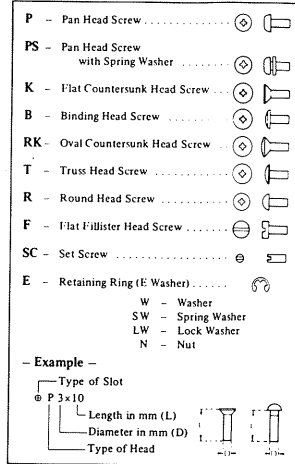 P – Pan Head Screw
PS – Pan Head Screw
with Spring Washer
K – Flat Countersunk Head Screw
B – Binding Head Screw
RK – Oval Countersunk Head Screw
T – Truss Head Screw
R – Round Head Screw
F – Flat Fillister Head Screw
SC – Set Screw
E – Retaining Ring (E Washer)
W – Washer
SW – Spring Washer
LW – Lock Washer
N – Nut
– Example –
Type of Slot
⊕ P 3×10
Length in mm (L)
Diameter in mm (D)
Type of Head
D D